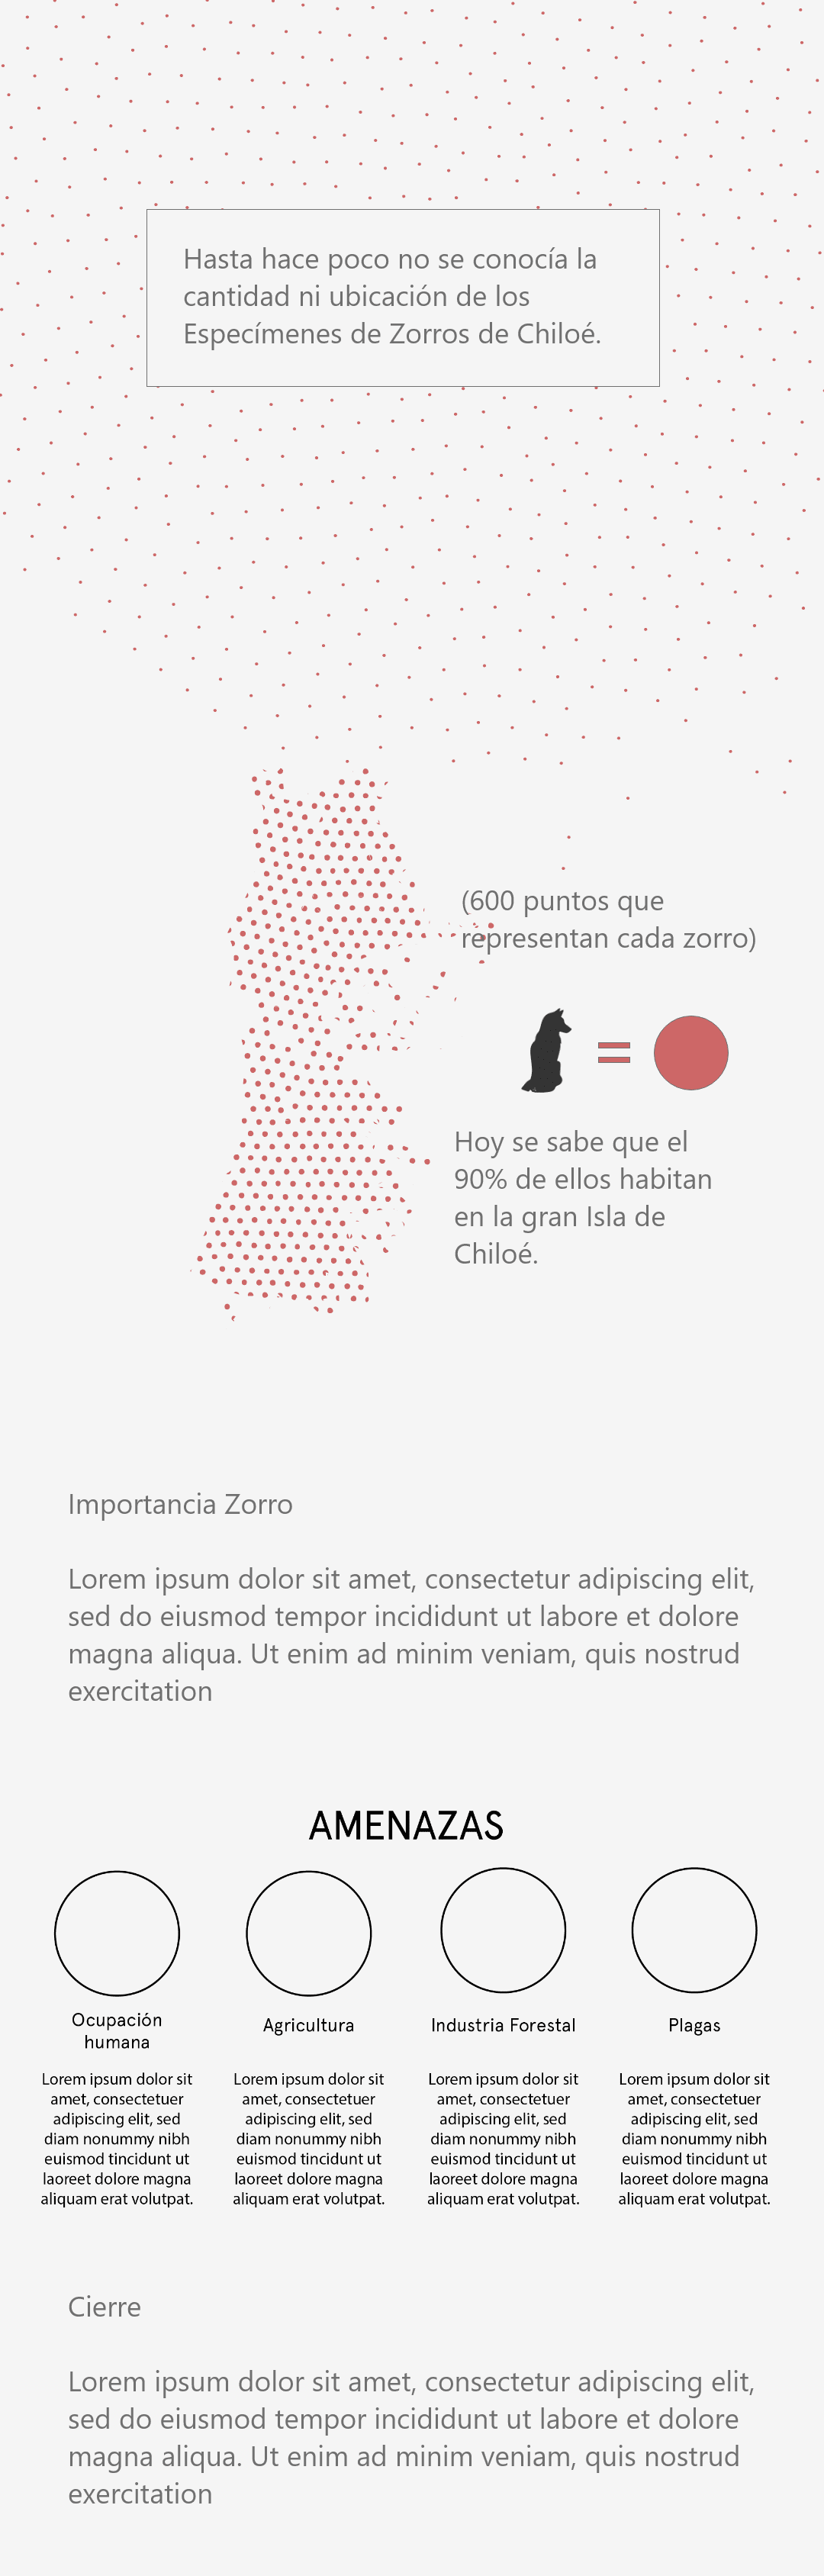 Hasta hace poco no se conocía la
cantidad ni ubicación de los
Especímenes de Zorros de Chiloé.
(600 puntos que
representan cada zorro)
=
Hoy se sabe que el
90% de ellos habitan
en la gran Isla de
Chiloé.
Importancia Zorro
Lorem ipsum dolor sit amet, consectetur adipiscing elit,
sed do eiusmod tempor incididunt ut labore et dolore
magna aliqua. Ut enim ad minim veniam, quis nostrud
exercitation
AMENAZAS
Ocupación
humana
Lorem ipsum dolor sit
amet, consectetuer
adipiscing elit, sed
diam nonummy nibh
euismod tincidunt ut
laoreet dolore magna
aliquam erat volutpat.
Agricultura
Lorem ipsum dolor sit
amet, consectetuer
adipiscing elit, sed
diam nonummy nibh
euismod tincidunt ut
laoreet dolore magna
aliquam erat volutpat.
Industria Forestal
Lorem ipsum dolor sit
amet, consectetuer
adipiscing elit, sed
diam nonummy nibh
euismod tincidunt ut
laoreet dolore magna
aliquam erat volutpat.
Plagas
Lorem ipsum dolor sit
amet, consectetuer
adipiscing elit, sed
diam nonummy nibh
euismod tincidunt ut
laoreet dolore magna
aliquam erat volutpat.
Cierre
Lorem ipsum dolor sit amet, consectetur adipiscing elit,
sed do eiusmod tempor incididunt ut labore et dolore
magna aliqua. Ut enim ad minim veniam, quis nostrud
exercitation